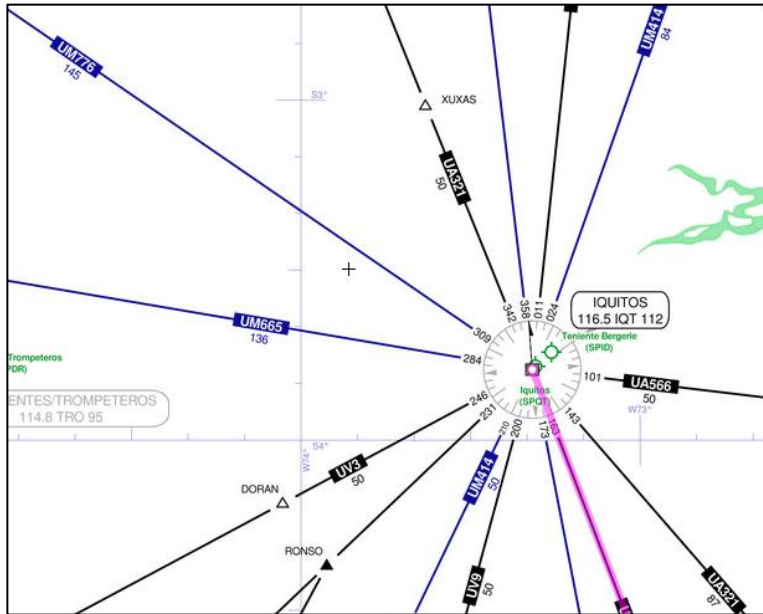 UM776
145
S3°
XUXAS
UA321
50
UM414
84
UM665
136
342
358
011
024
IQUITOS
116.5 IQT 112
Teniente Bergerie
(SPID)
309
284
Trompeteros
PDR)
ENTES/TROMPETEROS
114.8 TRO 95
Iquitos
(SPQT)
101
UA566
50
W73°
246
231
210
200
173
163
143
S4°
W74°
UV3
50
DORAN
UM414
50
RONSO
UV9
50
UA321
87